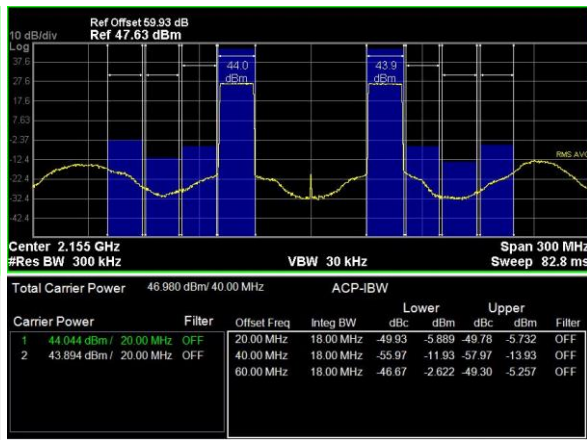 Ref Offset 59.93 dB
10 dB/div Ref 47.63 dBm
Log
37.6
27.6
17.6
7.63
-2.37
-12.4
-22.4
-32.4
-42.4
44.0 dBm
43.9 dBm
RMS AVG
Center 2.155 GHz Span 300 MHz
#Res BW 300 kHz VBW 30 kHz Sweep 82.8 ms
Total Carrier Power 46.980 dBm/ 40.00 MHz ACP-IBW
Lower Upper
Carrier Power Filter Offset Freq Integ BW dBc dBm dBc dBm Filter
1 44.044 dBm / 20.00 MHz OFF 20.00 MHz 18.00 MHz -49.93 -5.889 -49.78 -5.732 OFF
2 43.894 dBm / 20.00 MHz OFF 40.00 MHz 18.00 MHz -55.97 -11.93 -57.97 -13.93 OFF
60.00 MHz 18.00 MHz -46.67 -2.622 -49.30 -5.257 OFF